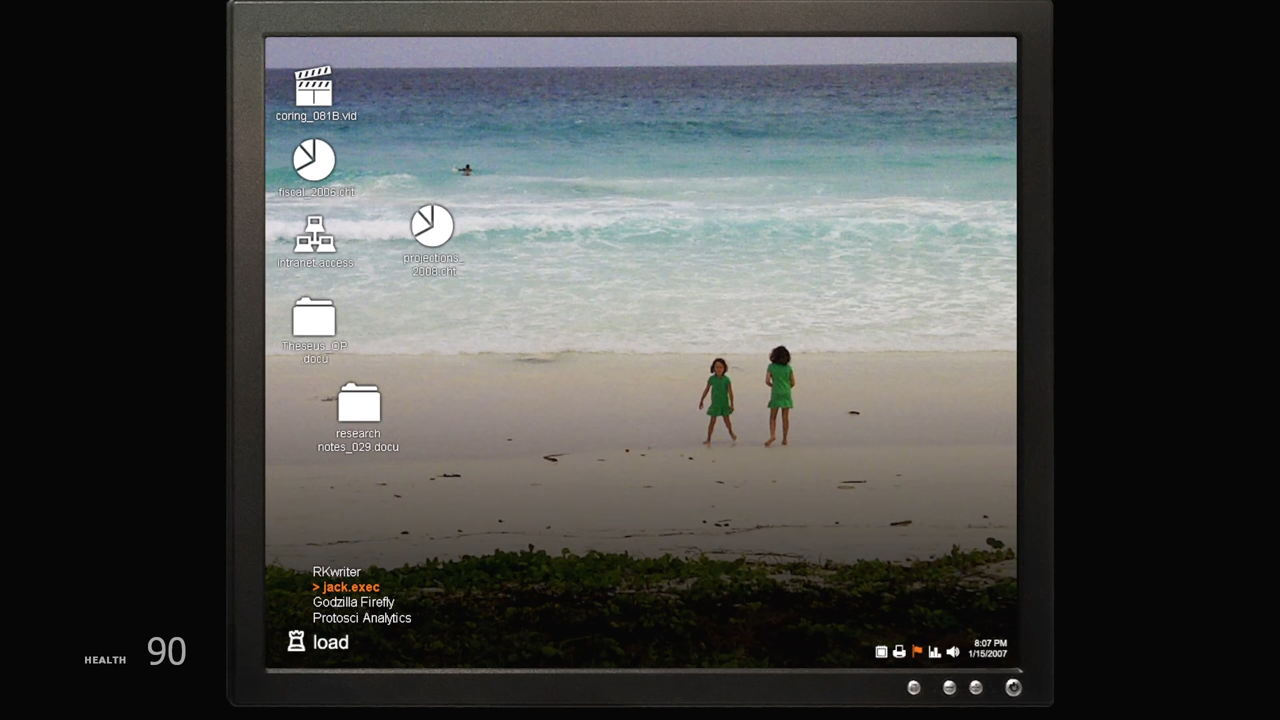 coring_081B.vid
fiscal_2006.cht
intranet access
projections_
2008.cht
Theseus_OP.
docu
research
notes_029.docu
RKwriter
> jack.exec
Godzilla Firefly
Protosci Analytics
load
8:07 PM
1/15/2007
HEALTH 90